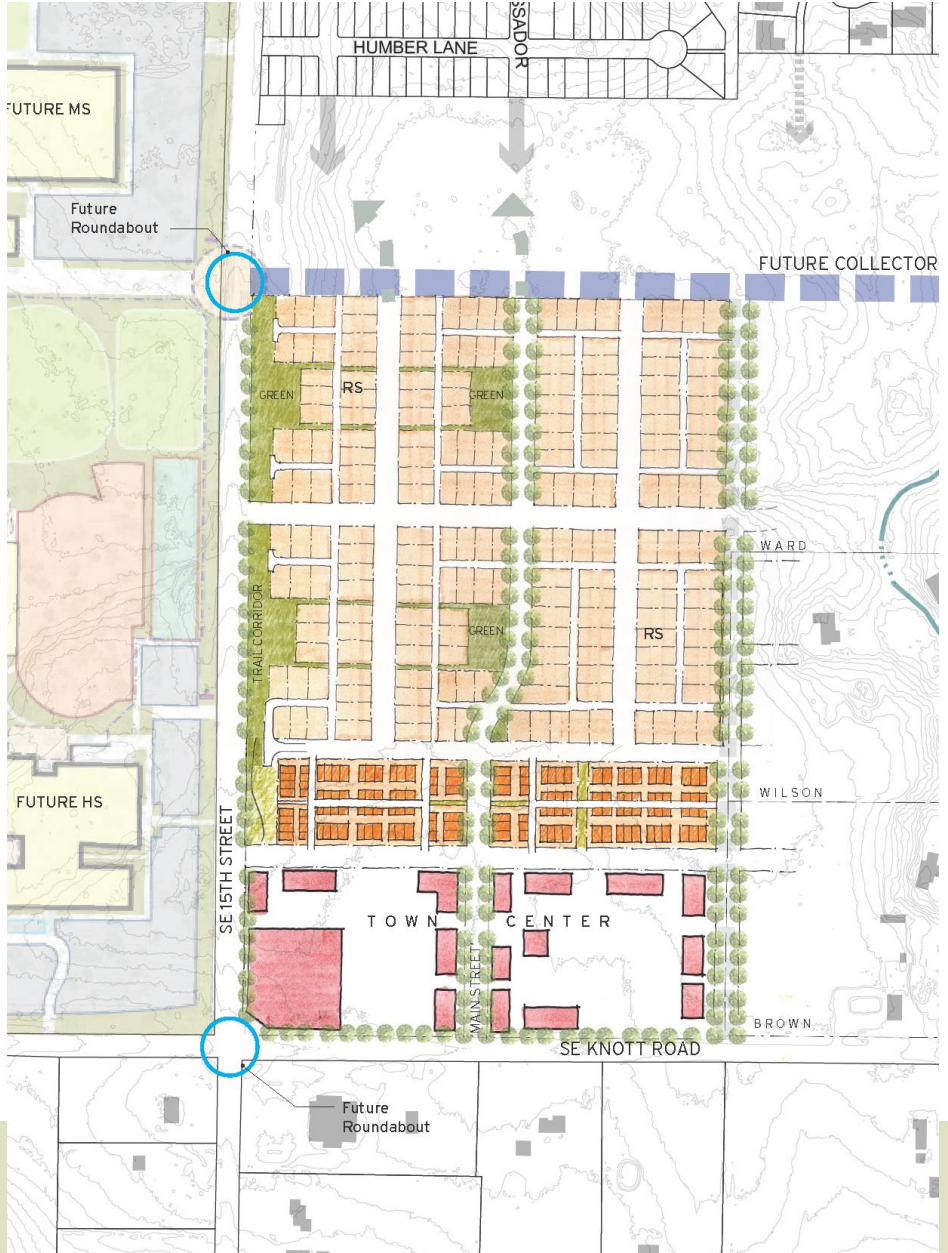 HUMBER LANE
SSADOR
FUTURE MS
Future
Roundabout
FUTURE COLLECTOR
GREEN
RS
GREEN
WARD
TRAIL CORRIDOR
GREEN
RS
WILSON
FUTURE HS
SE 15TH STREET
TOWN CENTER
MAIN STREET
BROWN
SE KNOTT ROAD
Future
Roundabout